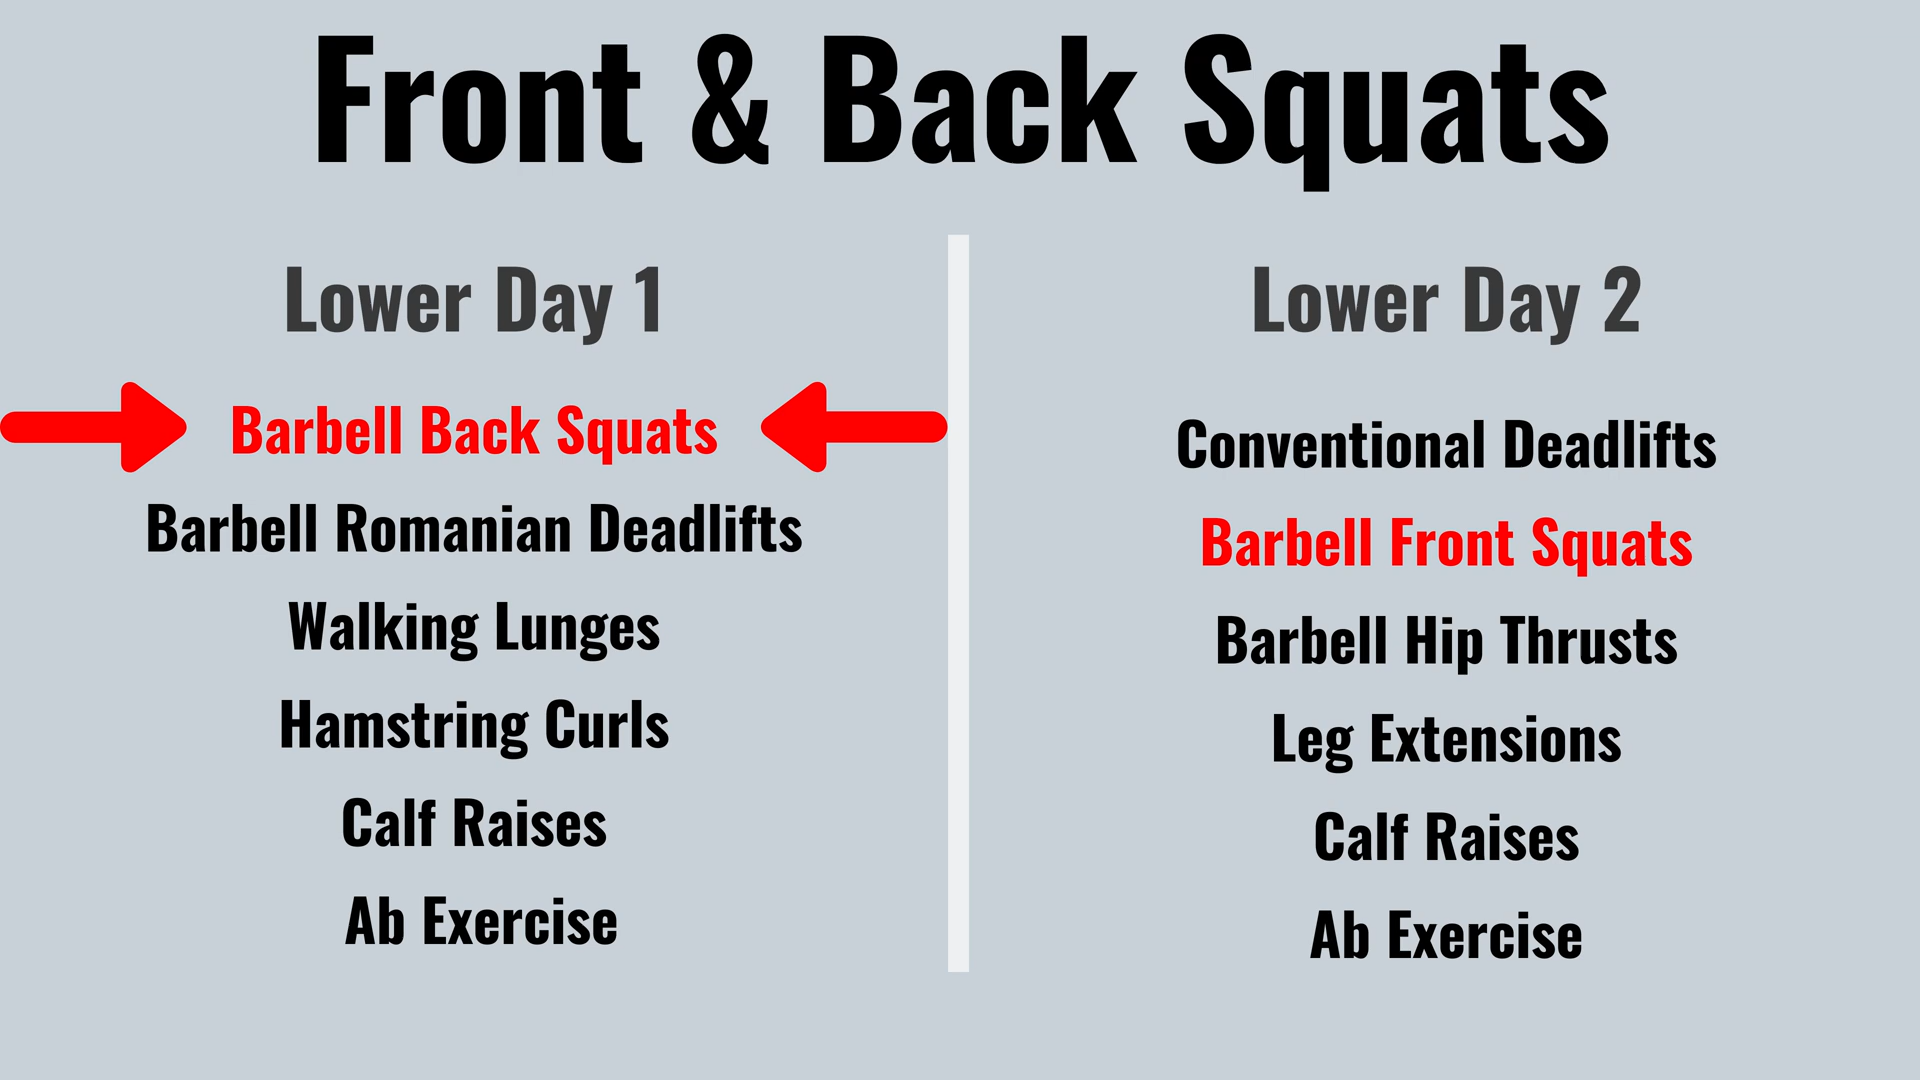 Front & Back Squats
Lower Day 1
Barbell Back Squats
Barbell Romanian Deadlifts
Walking Lunges
Hamstring Curls
Calf Raises
Ab Exercise
Lower Day 2
Conventional Deadlifts
Barbell Front Squats
Barbell Hip Thrusts
Leg Extensions
Calf Raises
Ab Exercise